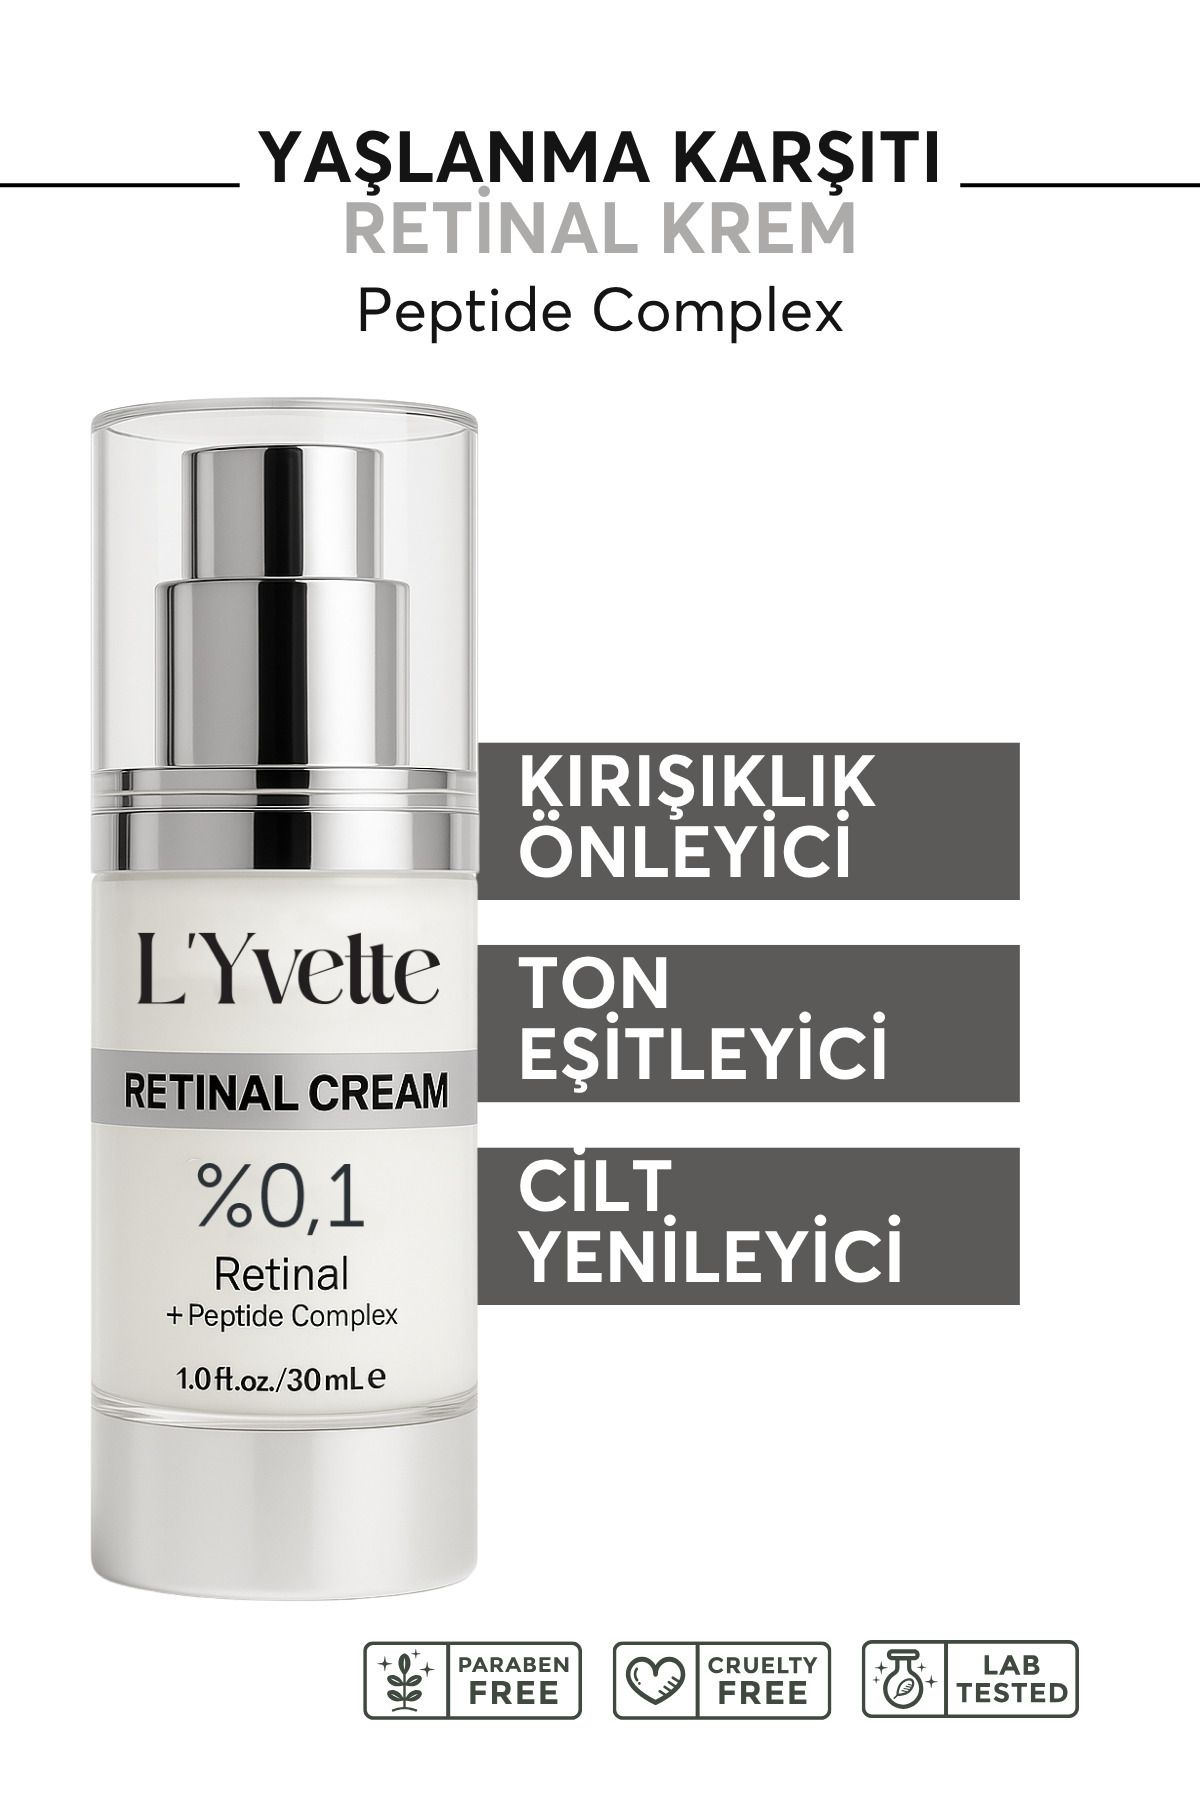 YAŞLANMA KARŞITI
RETİNAL KREM
Peptide Complex
KIRIŞIKLIK
ÖNLEYİCİ
TON
EŞİTLEYİCİ
CİLT
YENİLEYİCİ
L'Yvette
RETINAL CREAM
%0,1
Retinal
+ Peptide Complex
1.0 ft.oz./30 mL e
PARABEN
FREE
CRUELTY
FREE
LAB
TESTED